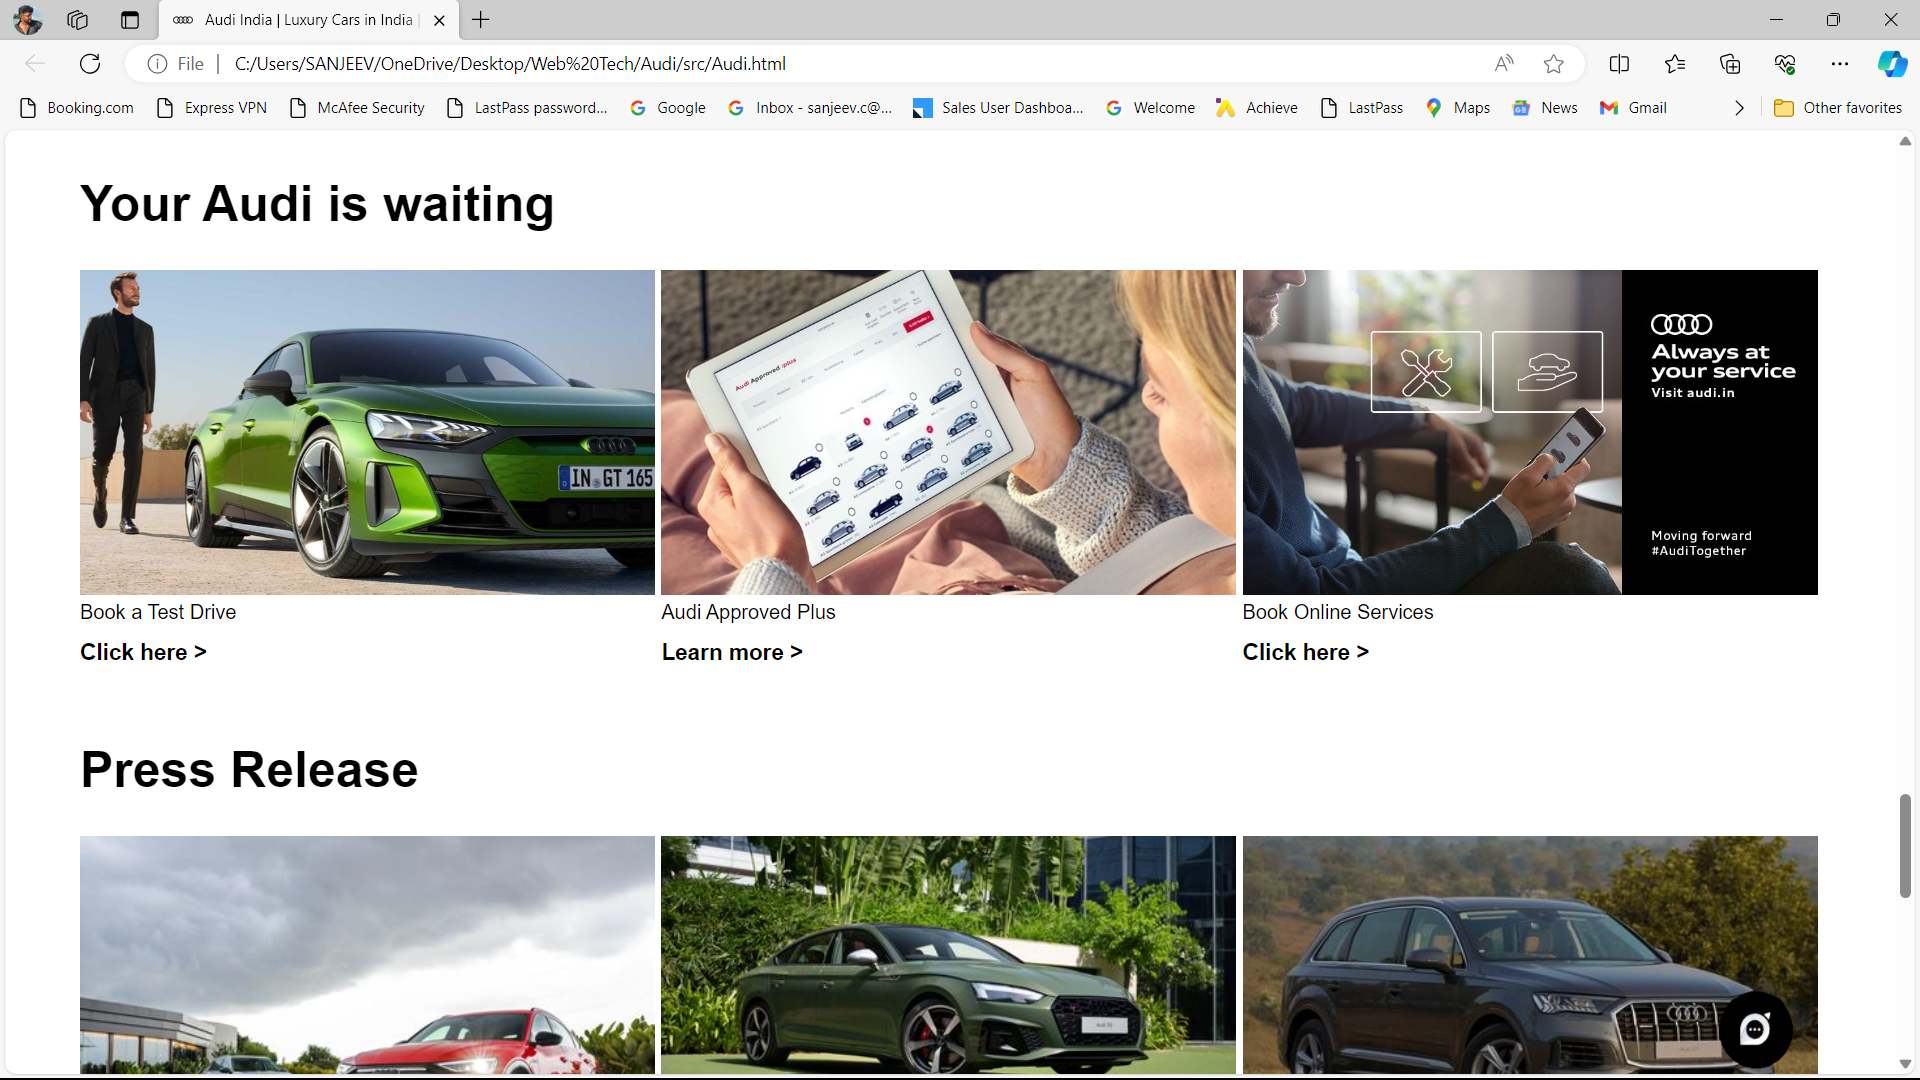 Audi India | Luxury Cars in India |
File
C:/Users/SANJEEV/OneDrive/Desktop/Web%20Tech/Audi/src/Audi.html
Booking.com
Express VPN
McAfee Security
LastPass password...
Google
Inbox - sanjeev.c@...
Sales User Dashboa...
Welcome
Achieve
LastPass
Maps
News
Gmail
Other favorites
Your Audi is waiting
IN GT 165
Audi Approved :plus
Always at
your service
Visit audi.in
Moving forward
#AudiTogether
Book a Test Drive
Audi Approved Plus
Book Online Services
Click here >
Learn more >
Click here >
Press Release